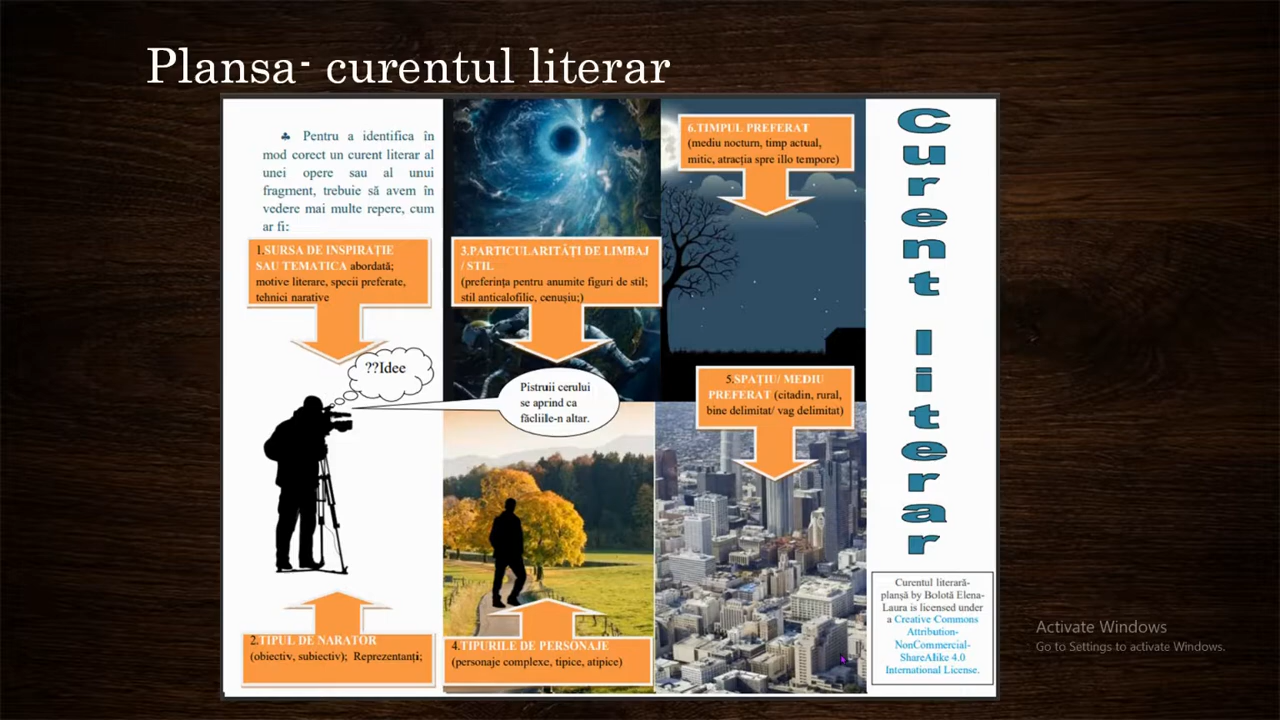 Plansa- curentul literar
♣ Pentru a identifica în
mod corect un curent literar al
unei opere sau al unui
fragment, trebuie să avem în
vedere mai multe repere, cum
ar fi:
1.SURSA DE INSPIRAȚIE
SAU TEMATICA abordată;
motive literare, specii preferate,
tehnici narative
??Idee
2.TIPUL DE NARATOR
(obiectiv, subiectiv); Reprezentanți;
3.PARTICULARITĂȚI DE LIMBAJ
/ STIL
(preferința pentru anumite figuri de stil;
stil anticalofilic, cenușiu;)
Pistruii cerului
se aprind ca
făcliile-n altar.
4.TIPURILE DE PERSONAJE
(personaje complexe, tipice, atipice)
6.TIMPUL PREFERAT
(mediu nocturn, timp actual,
mitic, atracția spre illo tempore)
5.SPAȚIU/ MEDIU
PREFERAT (citadin, rural,
bine delimitat/ vag delimitat)
Curent literar
Curentul literară-
planșă by Bolotă Elena-
Laura is licensed under
a Creative Commons
Attribution-
NonCommercial-
ShareAlike 4.0
International License.
Activate Windows
Go to Settings to activate Windows.